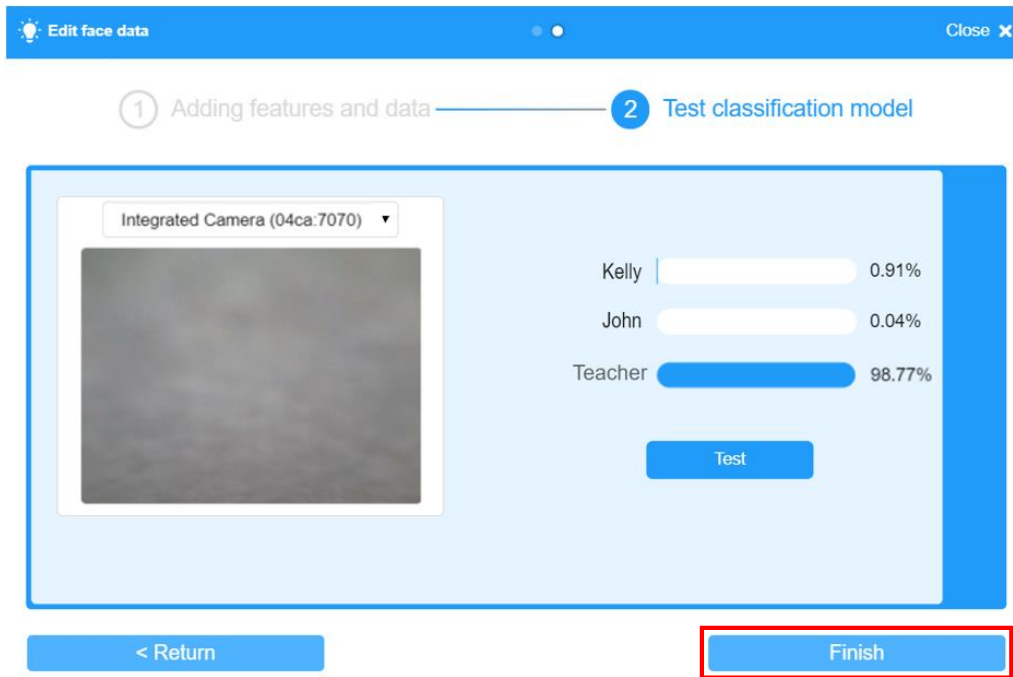 Edit face data
Close ×
1 Adding features and data
2 Test classification model
Integrated Camera (04ca:7070)
Kelly 0.91%
John 0.04%
Teacher 98.77%
Test
< Return
Finish